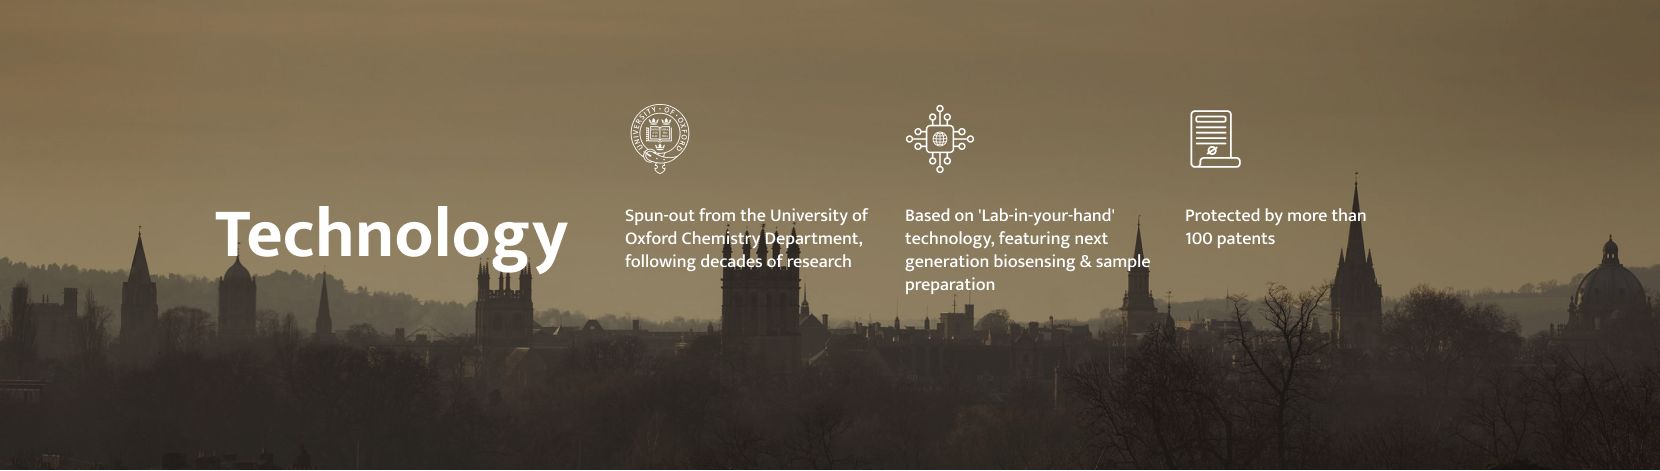 Technology
UNIVERSITY · OF · OXFORD
Spun-out from the University of
Oxford Chemistry Department,
following decades of research
Based on 'Lab-in-your-hand'
technology, featuring next
generation biosensing & sample
preparation
Protected by more than
100 patents